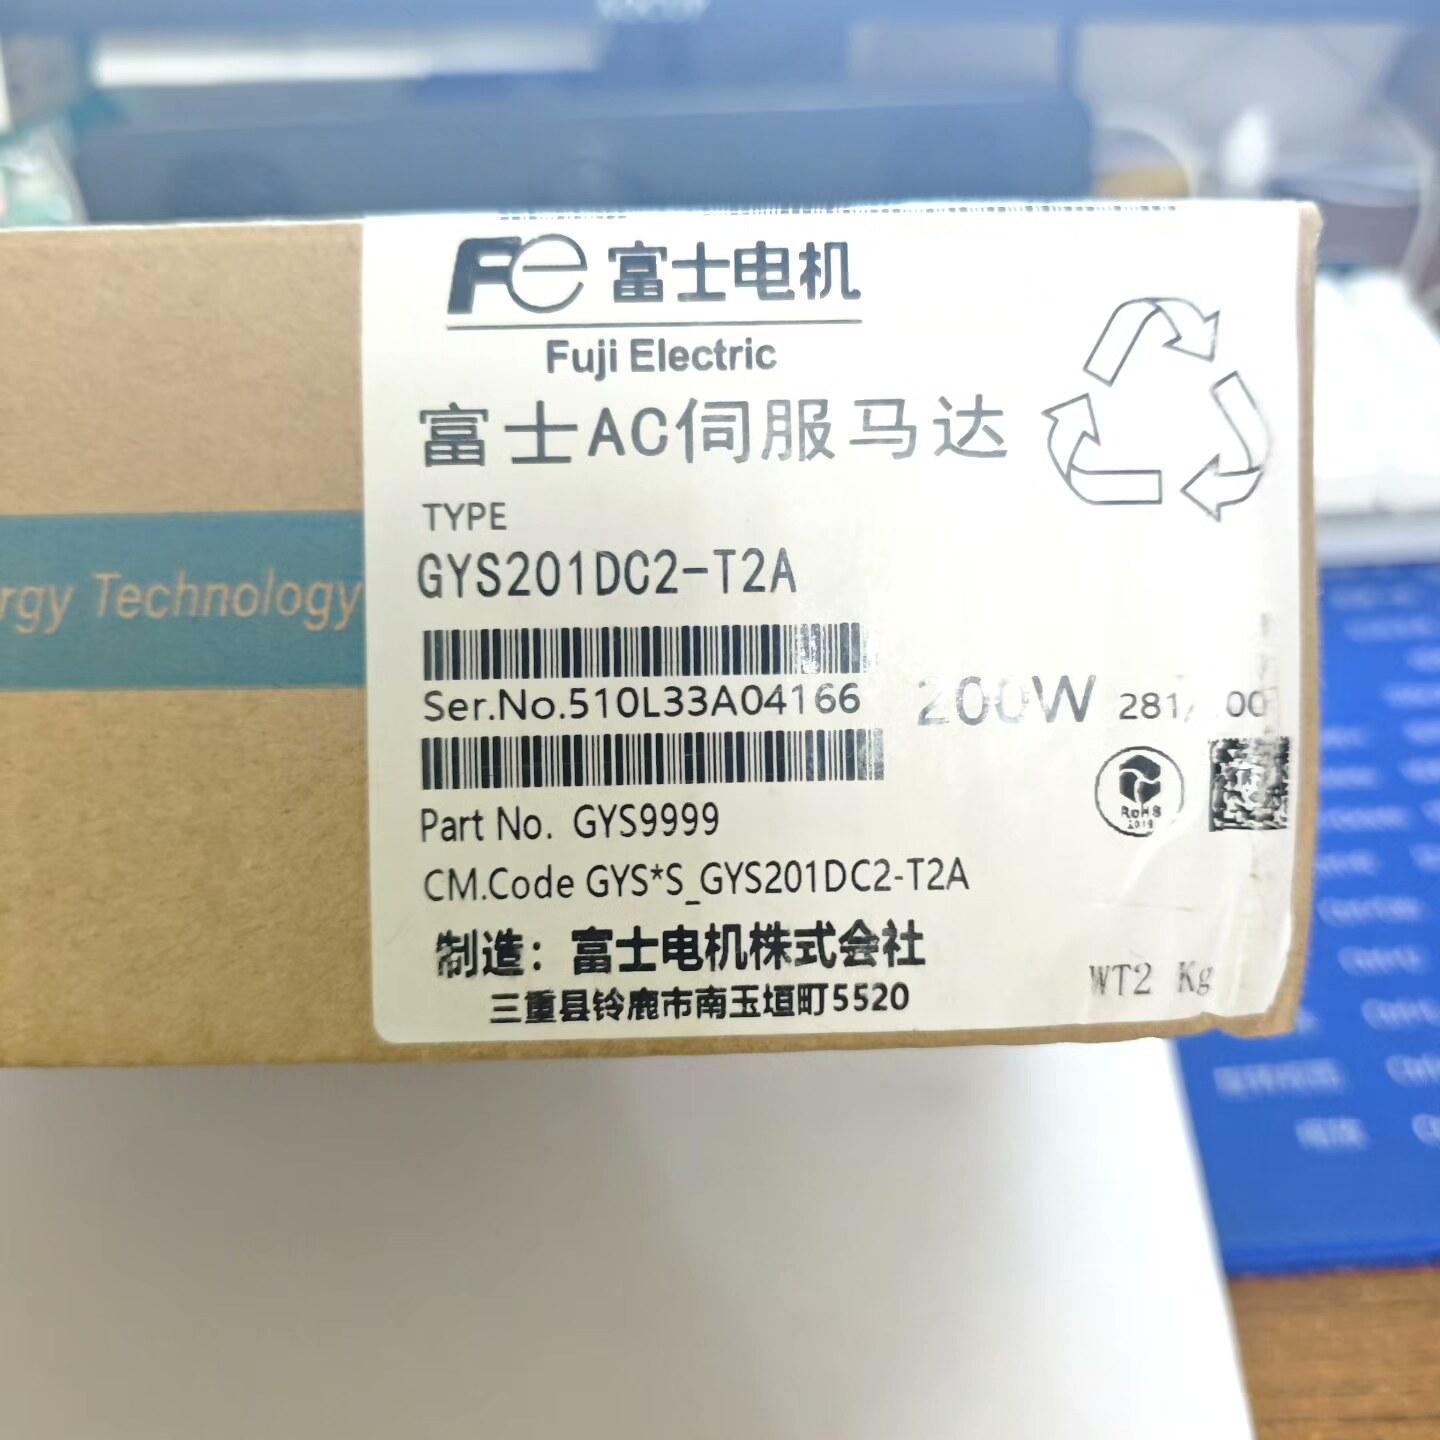 Fe 富士电机
Fuji Electric
富士AC伺服马达
TYPE
GYS201DC2-T2A
rgy Technology
Ser.No.510L33A04166
200W
Part No. GYS9999
RoHS
CM.Code GYS*S_GYS201DC2-T2A
制造：富士电机株式会社
三重县铃鹿市南玉垣町5520
WT2 Kg